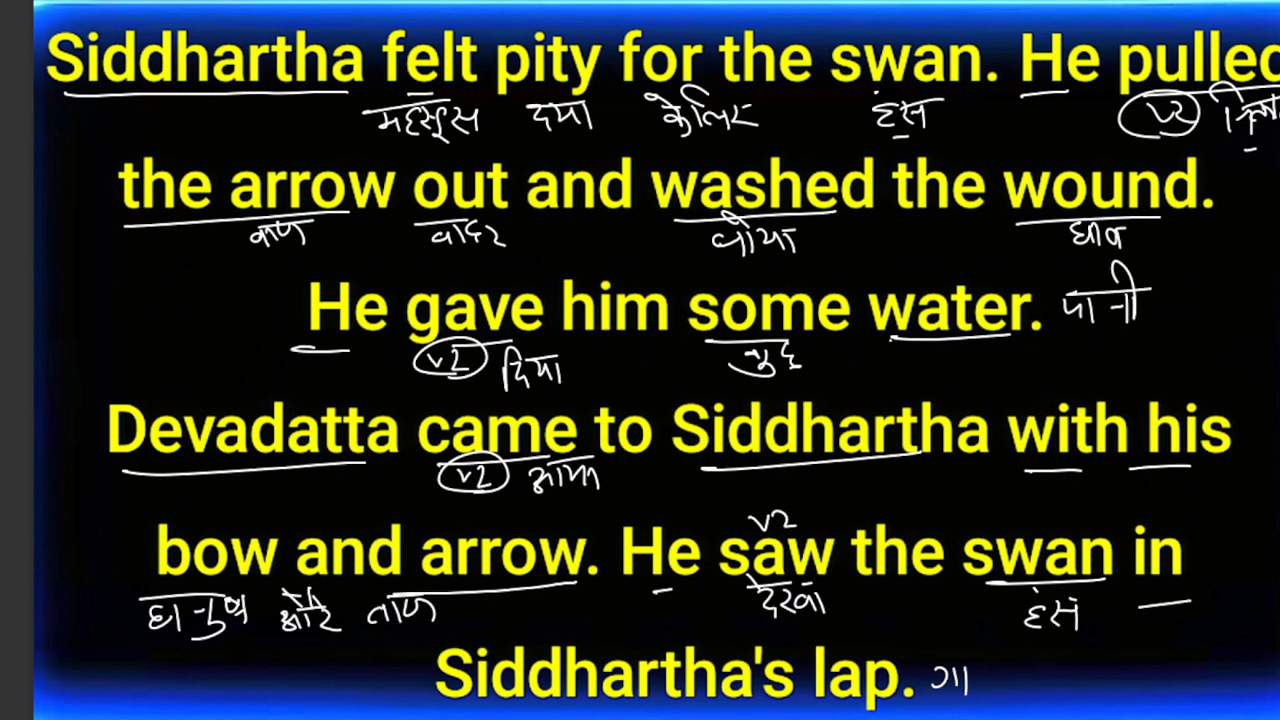 Siddhartha felt pity for the swan. He pulled
महसूस दया के लिए हंस V2
the arrow out and washed the wound.
बाण बाहर धोया घाव
He gave him some water. पानी
V2 दिया कुछ
Devadatta came to Siddhartha with his
V2 आया
V2
bow and arrow. He saw the swan in
और देखा हंस
Siddhartha's lap.